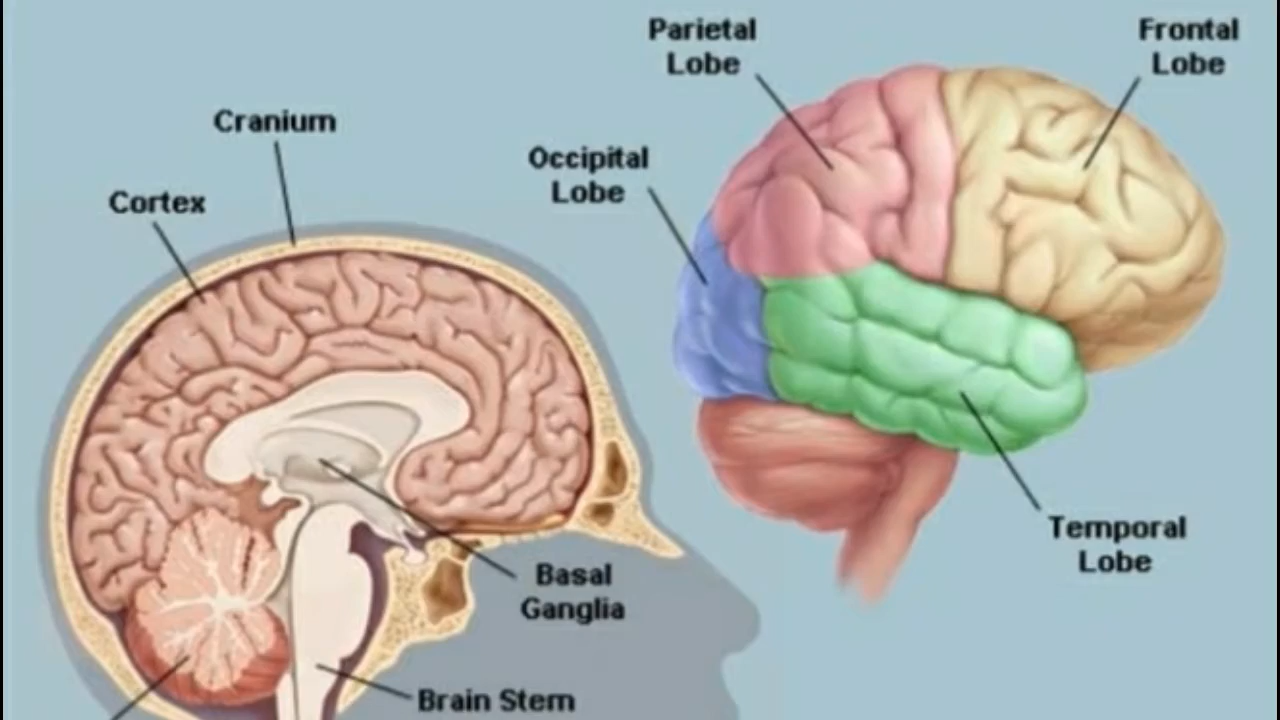 Parietal
Lobe
Frontal
Lobe
Cranium
Occipital
Lobe
Cortex
Temporal
Lobe
Basal
Ganglia
Brain Stem